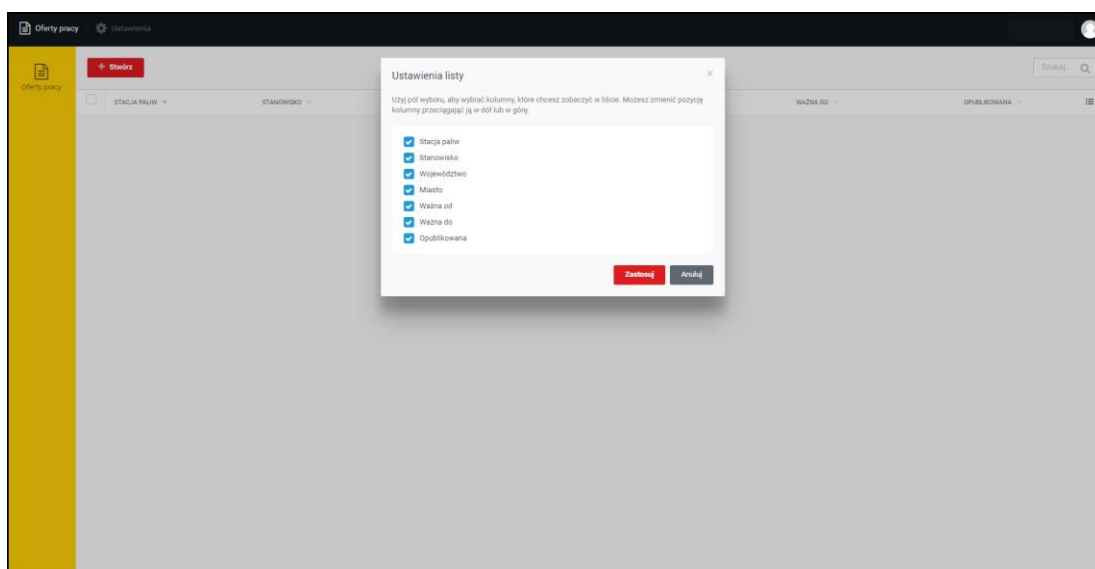 Oferty pracy Ustawienia
Oferty pracy
+ Stwórz
Szukaj...
STACJA PALIW STANOWISKO WAŻNA DO OPUBLIKOWANA
Ustawienia listy ×
Użyj pól wyboru, aby wybrać kolumny, które chcesz zobaczyć w liście. Możesz zmienić pozycję
kolumny przeciągając ją w dół lub w górę.
Stacja paliw
Stanowisko
Województwo
Miasto
Ważna od
Ważna do
Opublikowana
Zastosuj Anuluj